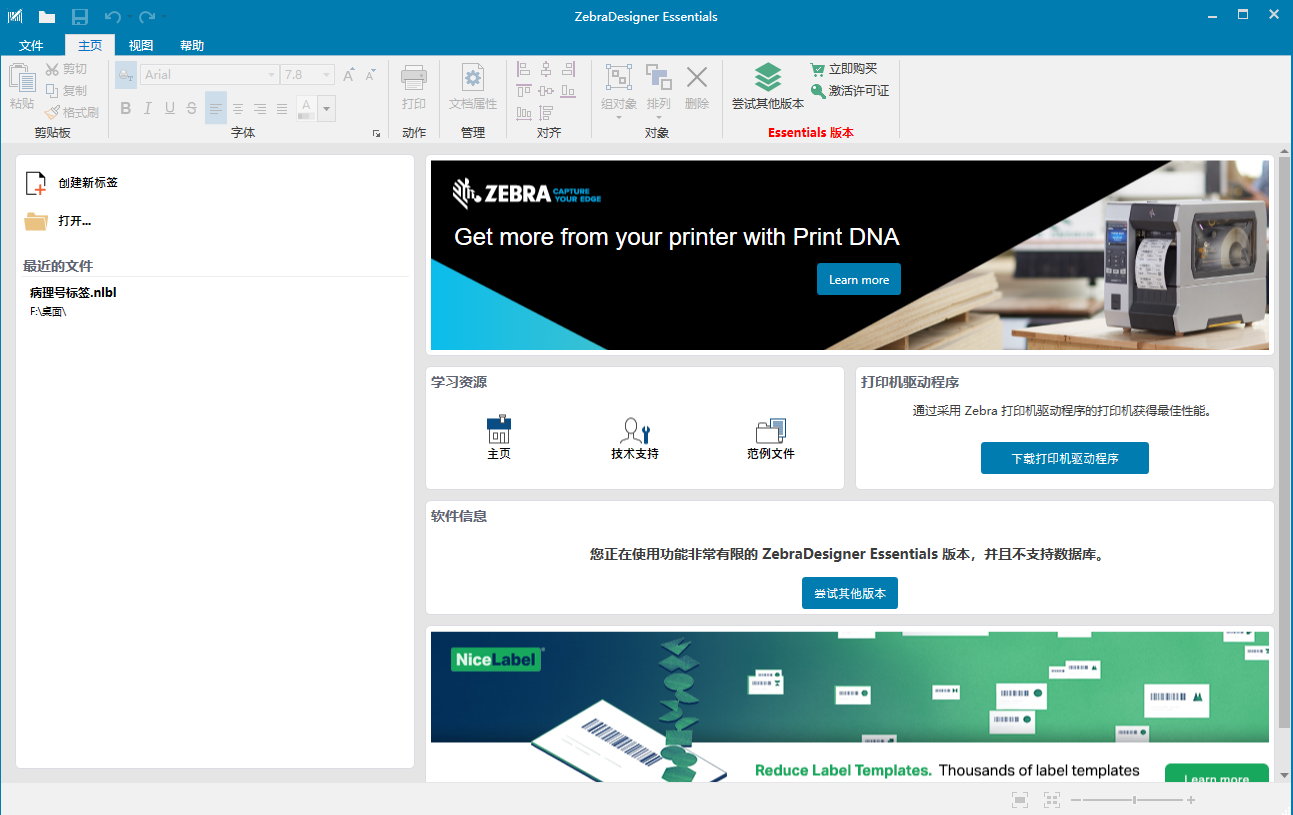 ZebraDesigner Essentials
文件 主页 视图 帮助
粘贴
剪切
复制
格式刷
剪贴板
Arial 7.8
B I U S
字体
打印
动作
文档属性
管理
对齐
组对象 排列 删除
对象
尝试其他版本
立即购买
激活许可证
Essentials 版本
创建新标签
打开...
最近的文件
病理号标签.nlbl
F:\桌面\
ZEBRA CAPTURE YOUR EDGE
Get more from your printer with Print DNA
Learn more
学习资源
主页 技术支持 范例文件
打印机驱动程序
通过采用 Zebra 打印机驱动程序的打印机获得最佳性能。
下载打印机驱动程序
软件信息
您正在使用功能非常有限的 ZebraDesigner Essentials 版本，并且不支持数据库。
尝试其他版本
NiceLabel
Reduce Label Templates. Thousands of label templates
Learn more